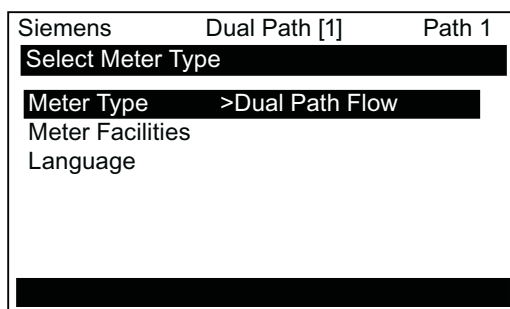 Siemens Dual Path [1] Path 1
Select Meter Type
Meter Type >Dual Path Flow
Meter Facilities
Language